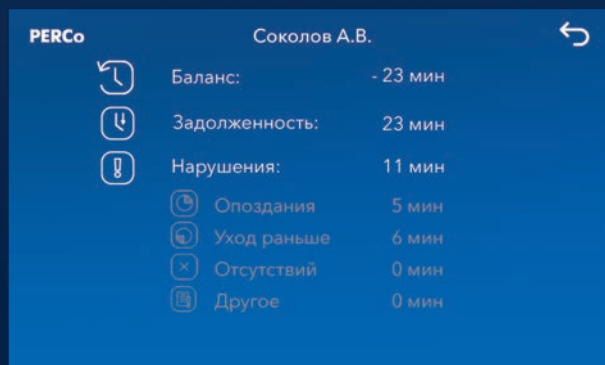 PERCo Соколов А.В.
Баланс: - 23 мин
Задолженность: 23 мин
Нарушения: 11 мин
Опоздания 5 мин
Уход раньше 6 мин
Отсутствий 0 мин
Другое 0 мин